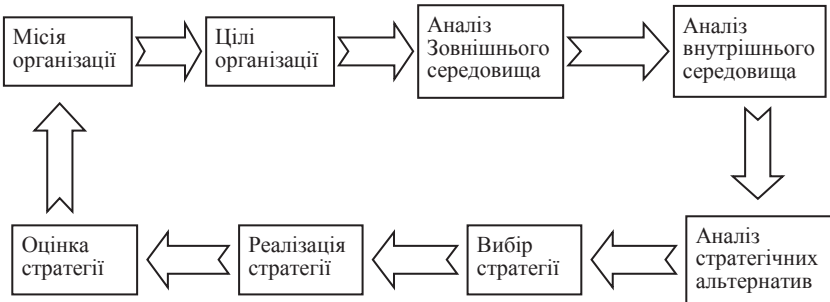 Місія
організації
Цілі
організації
Аналіз
Зовнішнього
середовища
Аналіз
внутрішнього
середовища
Оцінка
стратегії
Реалізація
стратегії
Вибір
стратегії
Аналіз
стратегічних
альтернатив